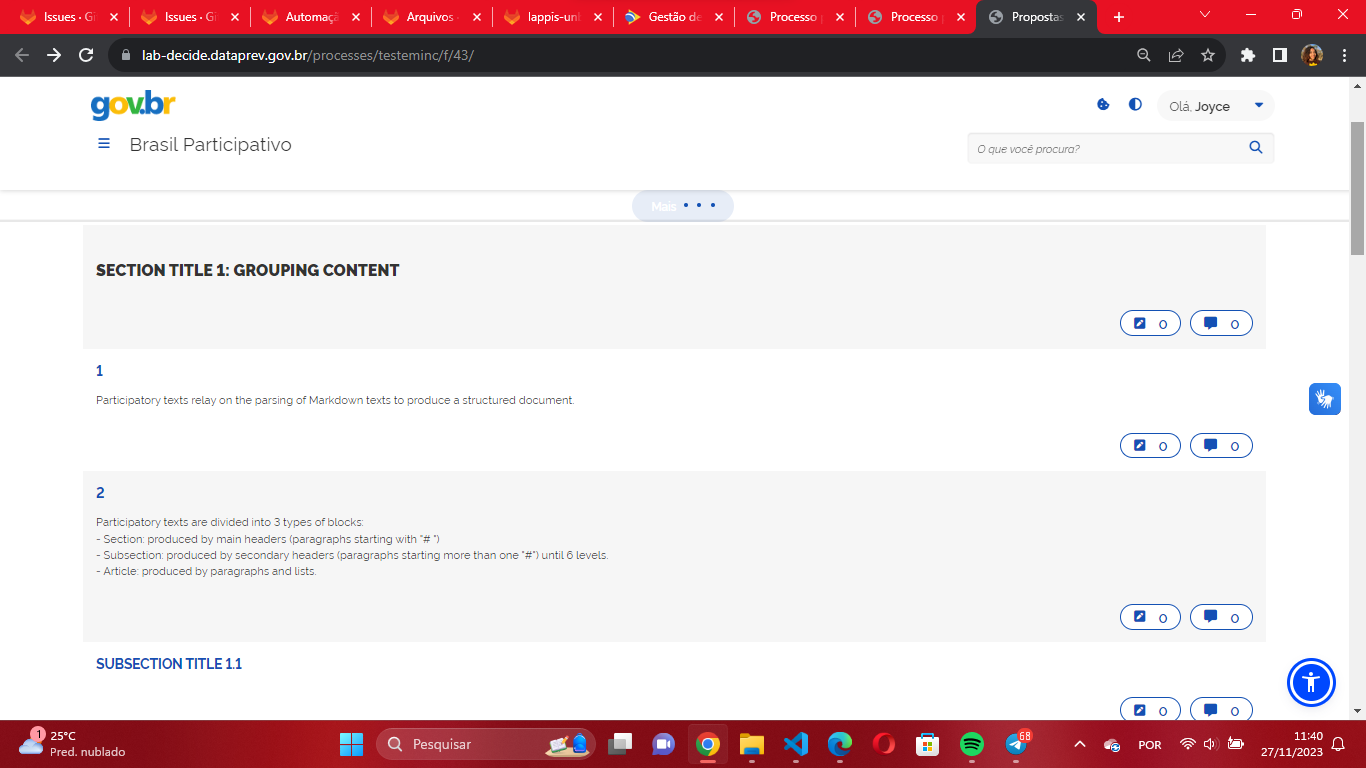 Issues · Gi
Issues · Gi
Automaçã
Arquivos ·
lappis-unb
Gestão de
Processo p
Processo p
Propostas
lab-decide.dataprev.gov.br/processes/testeminc/f/43/
gov.br
Olá, Joyce
Brasil Participativo
O que você procura?
Mais
SECTION TITLE 1: GROUPING CONTENT
0 0
1
Participatory texts relay on the parsing of Markdown texts to produce a structured document.
0 0
2
Participatory texts are divided into 3 types of blocks:
- Section: produced by main headers (paragraphs starting with "# ")
- Subsection: produced by secondary headers (paragraphs starting more than one "#") until 6 levels.
- Article: produced by paragraphs and lists.
0 0
SUBSECTION TITLE 1.1
0 0
1
25°C
Pred. nublado
Pesquisar
68
POR
11:40
27/11/2023